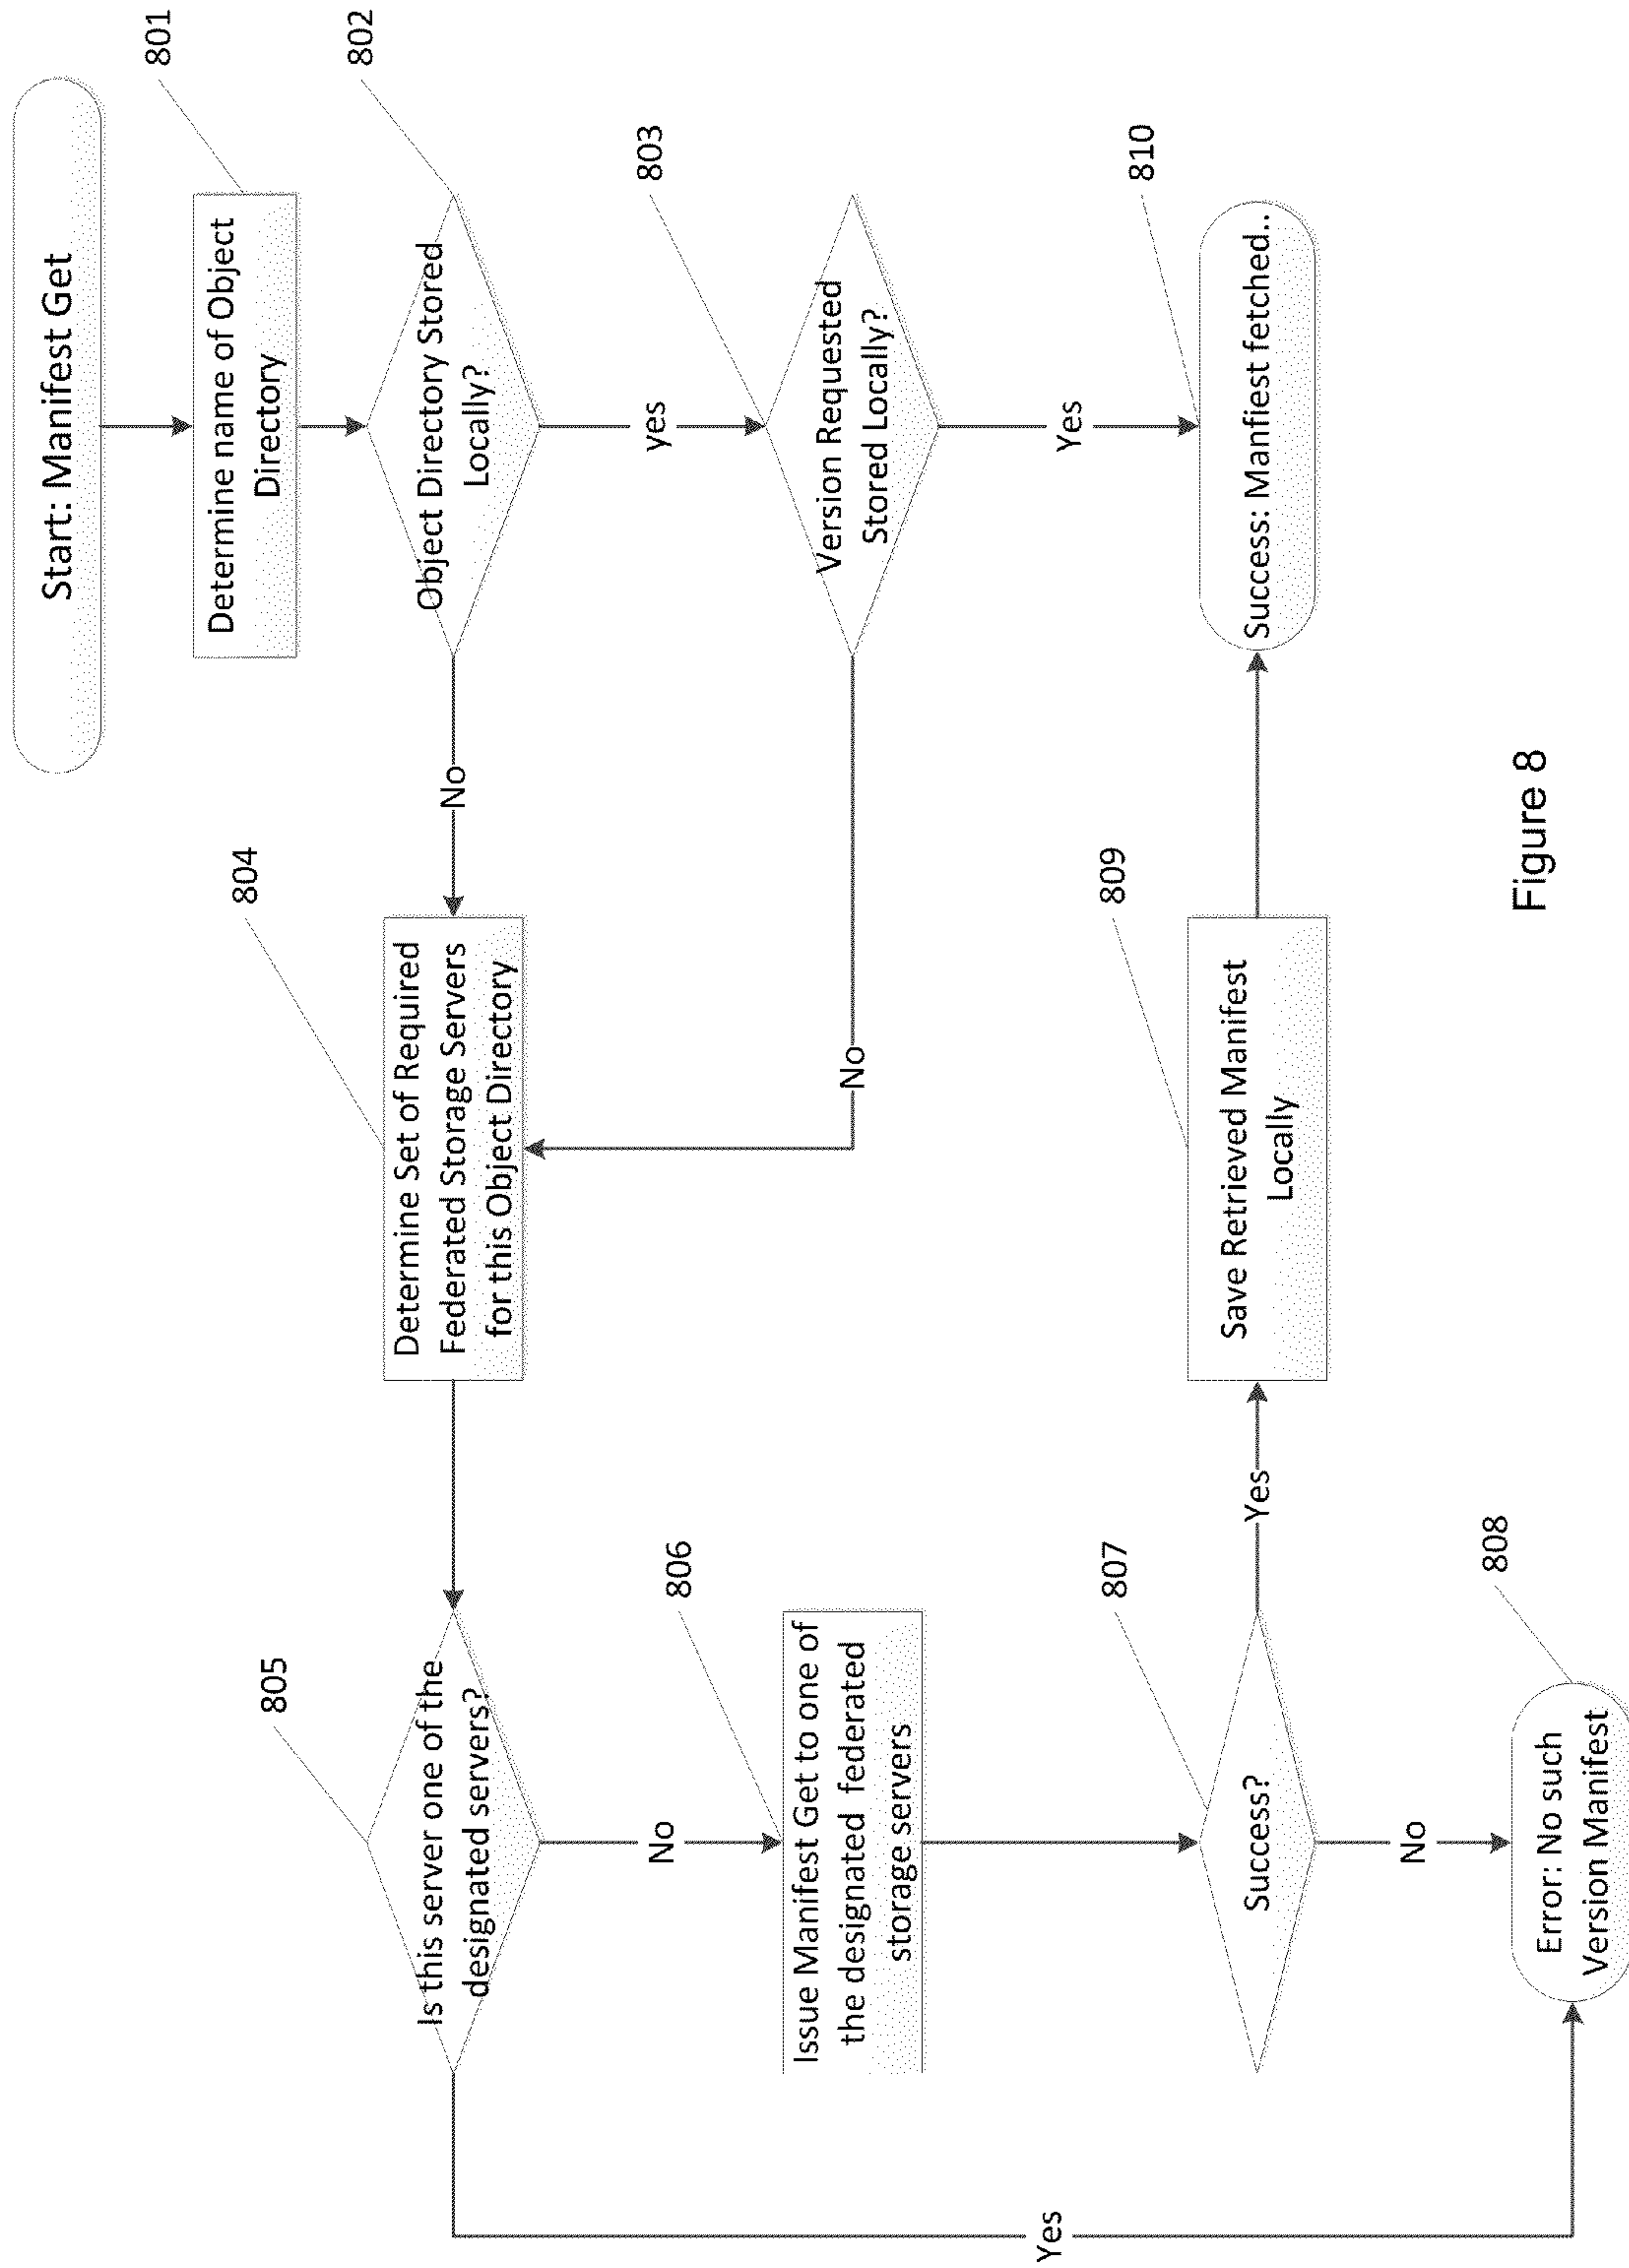 Start: Manifest Get
801
Determine name of Object
Directory
802
Object Directory Stored
Locally?
yes
No
803
Version Requested
Stored Locally?
Yes
No
804
Determine Set of Required
Federated Storage Servers
for this Object Directory
805
Is this server one of the
designated servers?
No
Yes
806
Issue Manifest Get to one of
the designated federated
storage servers
807
Success?
Yes
No
808
Error: No such
Version Manifest
809
Save Retrieved Manifest
Locally
810
Success: Manfiest fetched..
Figure 8